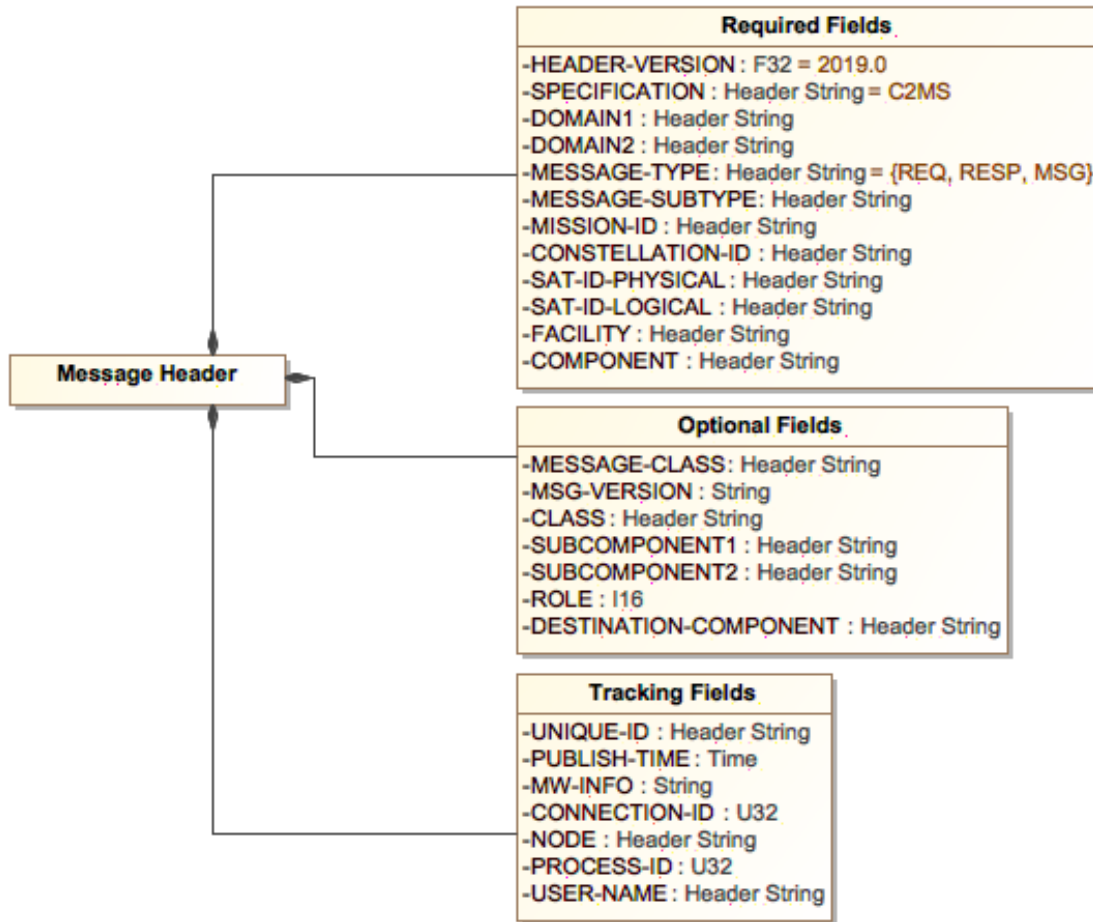 Required Fields
-HEADER-VERSION : F32 = 2019.0
-SPECIFICATION : Header String = C2MS
-DOMAIN1 : Header String
-DOMAIN2 : Header String
-MESSAGE-TYPE : Header String = {REQ, RESP, MSG}
-MESSAGE-SUBTYPE : Header String
-MISSION-ID : Header String
-CONSTELLATION-ID : Header String
-SAT-ID-PHYSICAL : Header String
-SAT-ID-LOGICAL : Header String
-FACILITY : Header String
-COMPONENT : Header String
Message Header
Optional Fields
-MESSAGE-CLASS : Header String
-MSG-VERSION : String
-CLASS : Header String
-SUBCOMPONENT1 : Header String
-SUBCOMPONENT2 : Header String
-ROLE : I16
-DESTINATION-COMPONENT : Header String
Tracking Fields
-UNIQUE-ID : Header String
-PUBLISH-TIME : Time
-MW-INFO : String
-CONNECTION-ID : U32
-NODE : Header String
-PROCESS-ID : U32
-USER-NAME : Header String